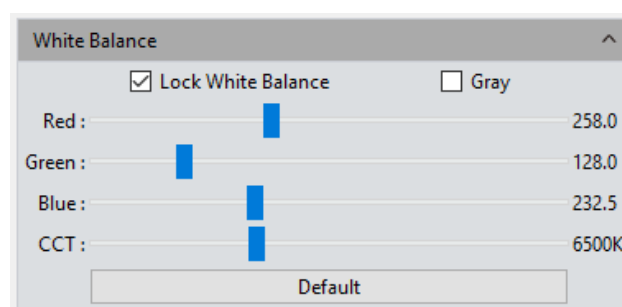 White Balance
Lock White Balance Gray
Red : 258.0
Green : 128.0
Blue : 232.5
CCT : 6500K
Default